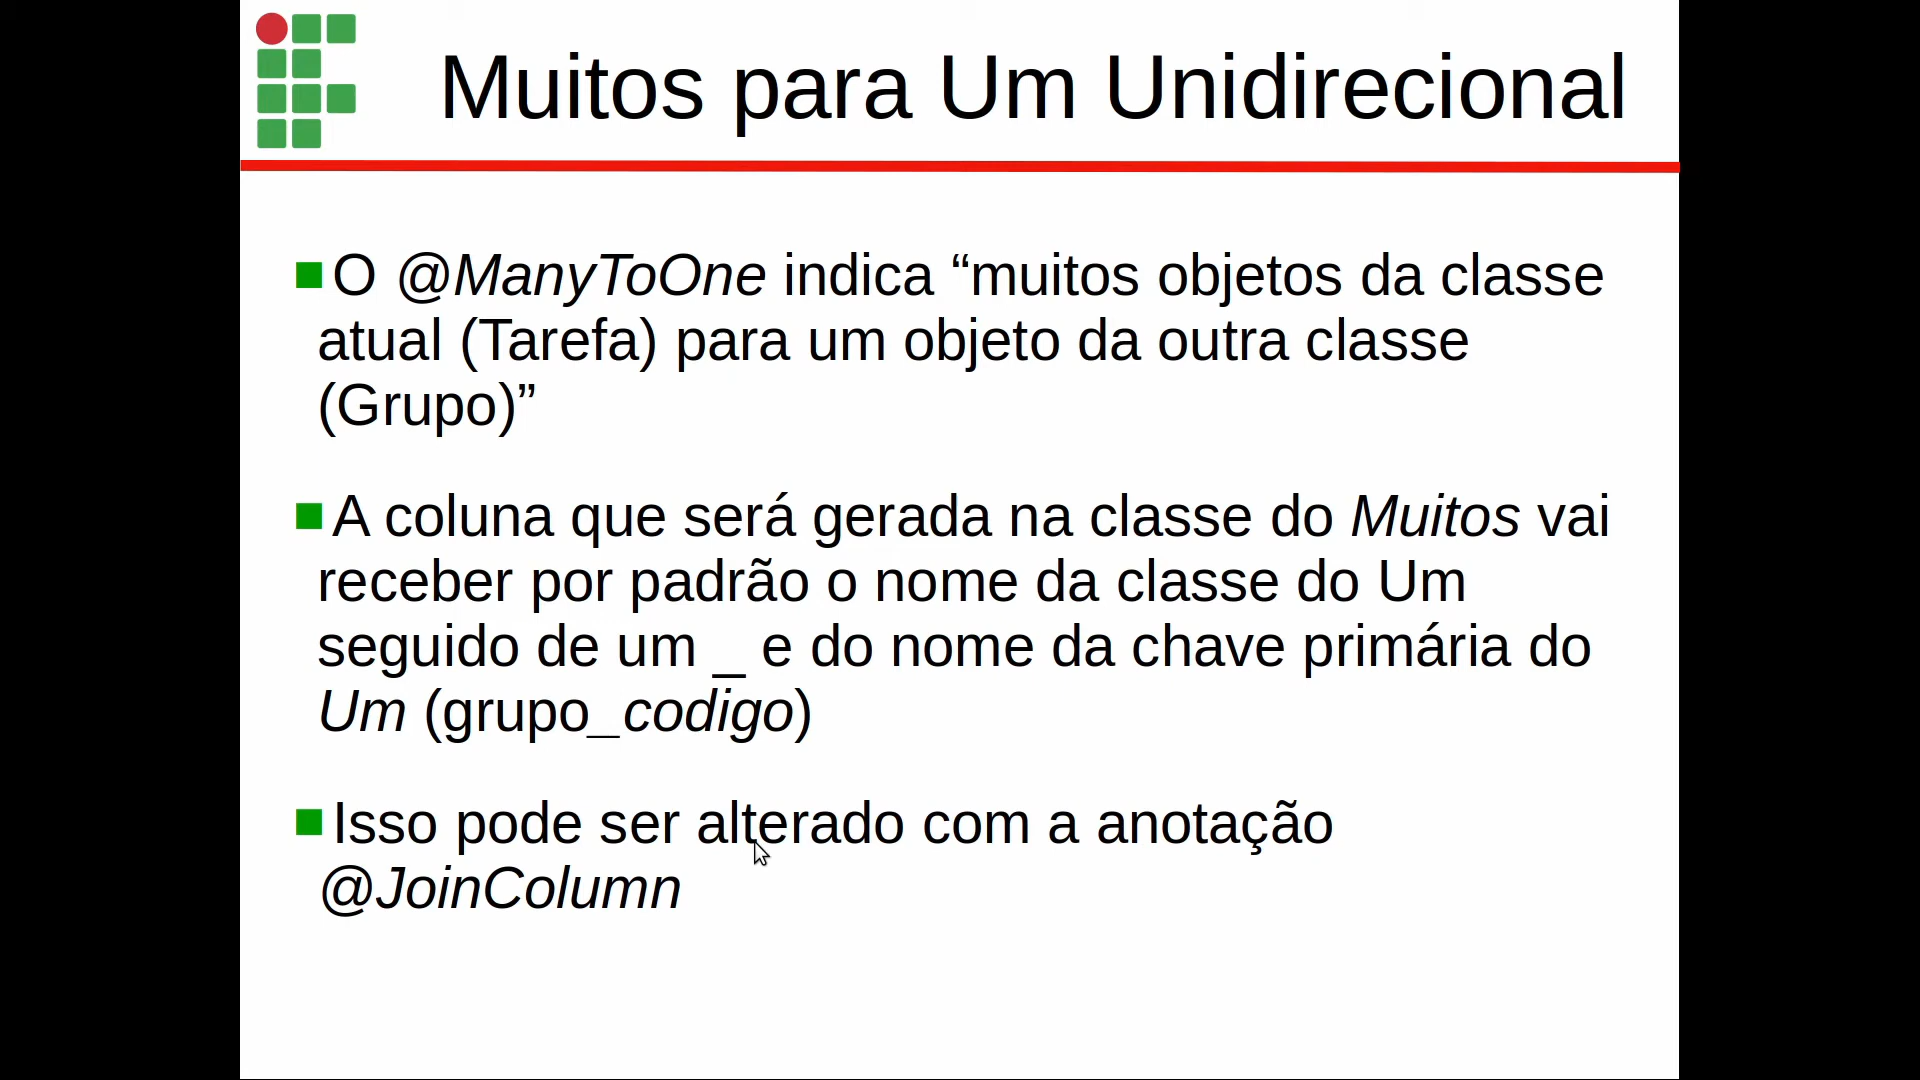 Muitos para Um Unidirecional
O @ManyToOne indica “muitos objetos da classe
atual (Tarefa) para um objeto da outra classe
(Grupo)”
A coluna que será gerada na classe do Muitos vai
receber por padrão o nome da classe do Um
seguido de um _ e do nome da chave primária do
Um (grupo_codigo)
Isso pode ser alterado com a anotação
@JoinColumn